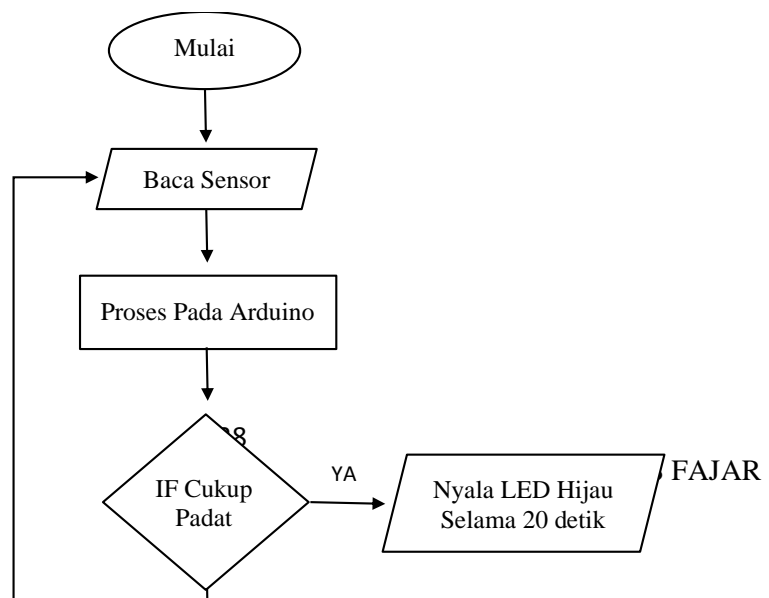 Mulai
Baca Sensor
Proses Pada Arduino
IF Cukup
Padat
YA
Nyala LED Hijau
Selama 20 detik
FAJAR